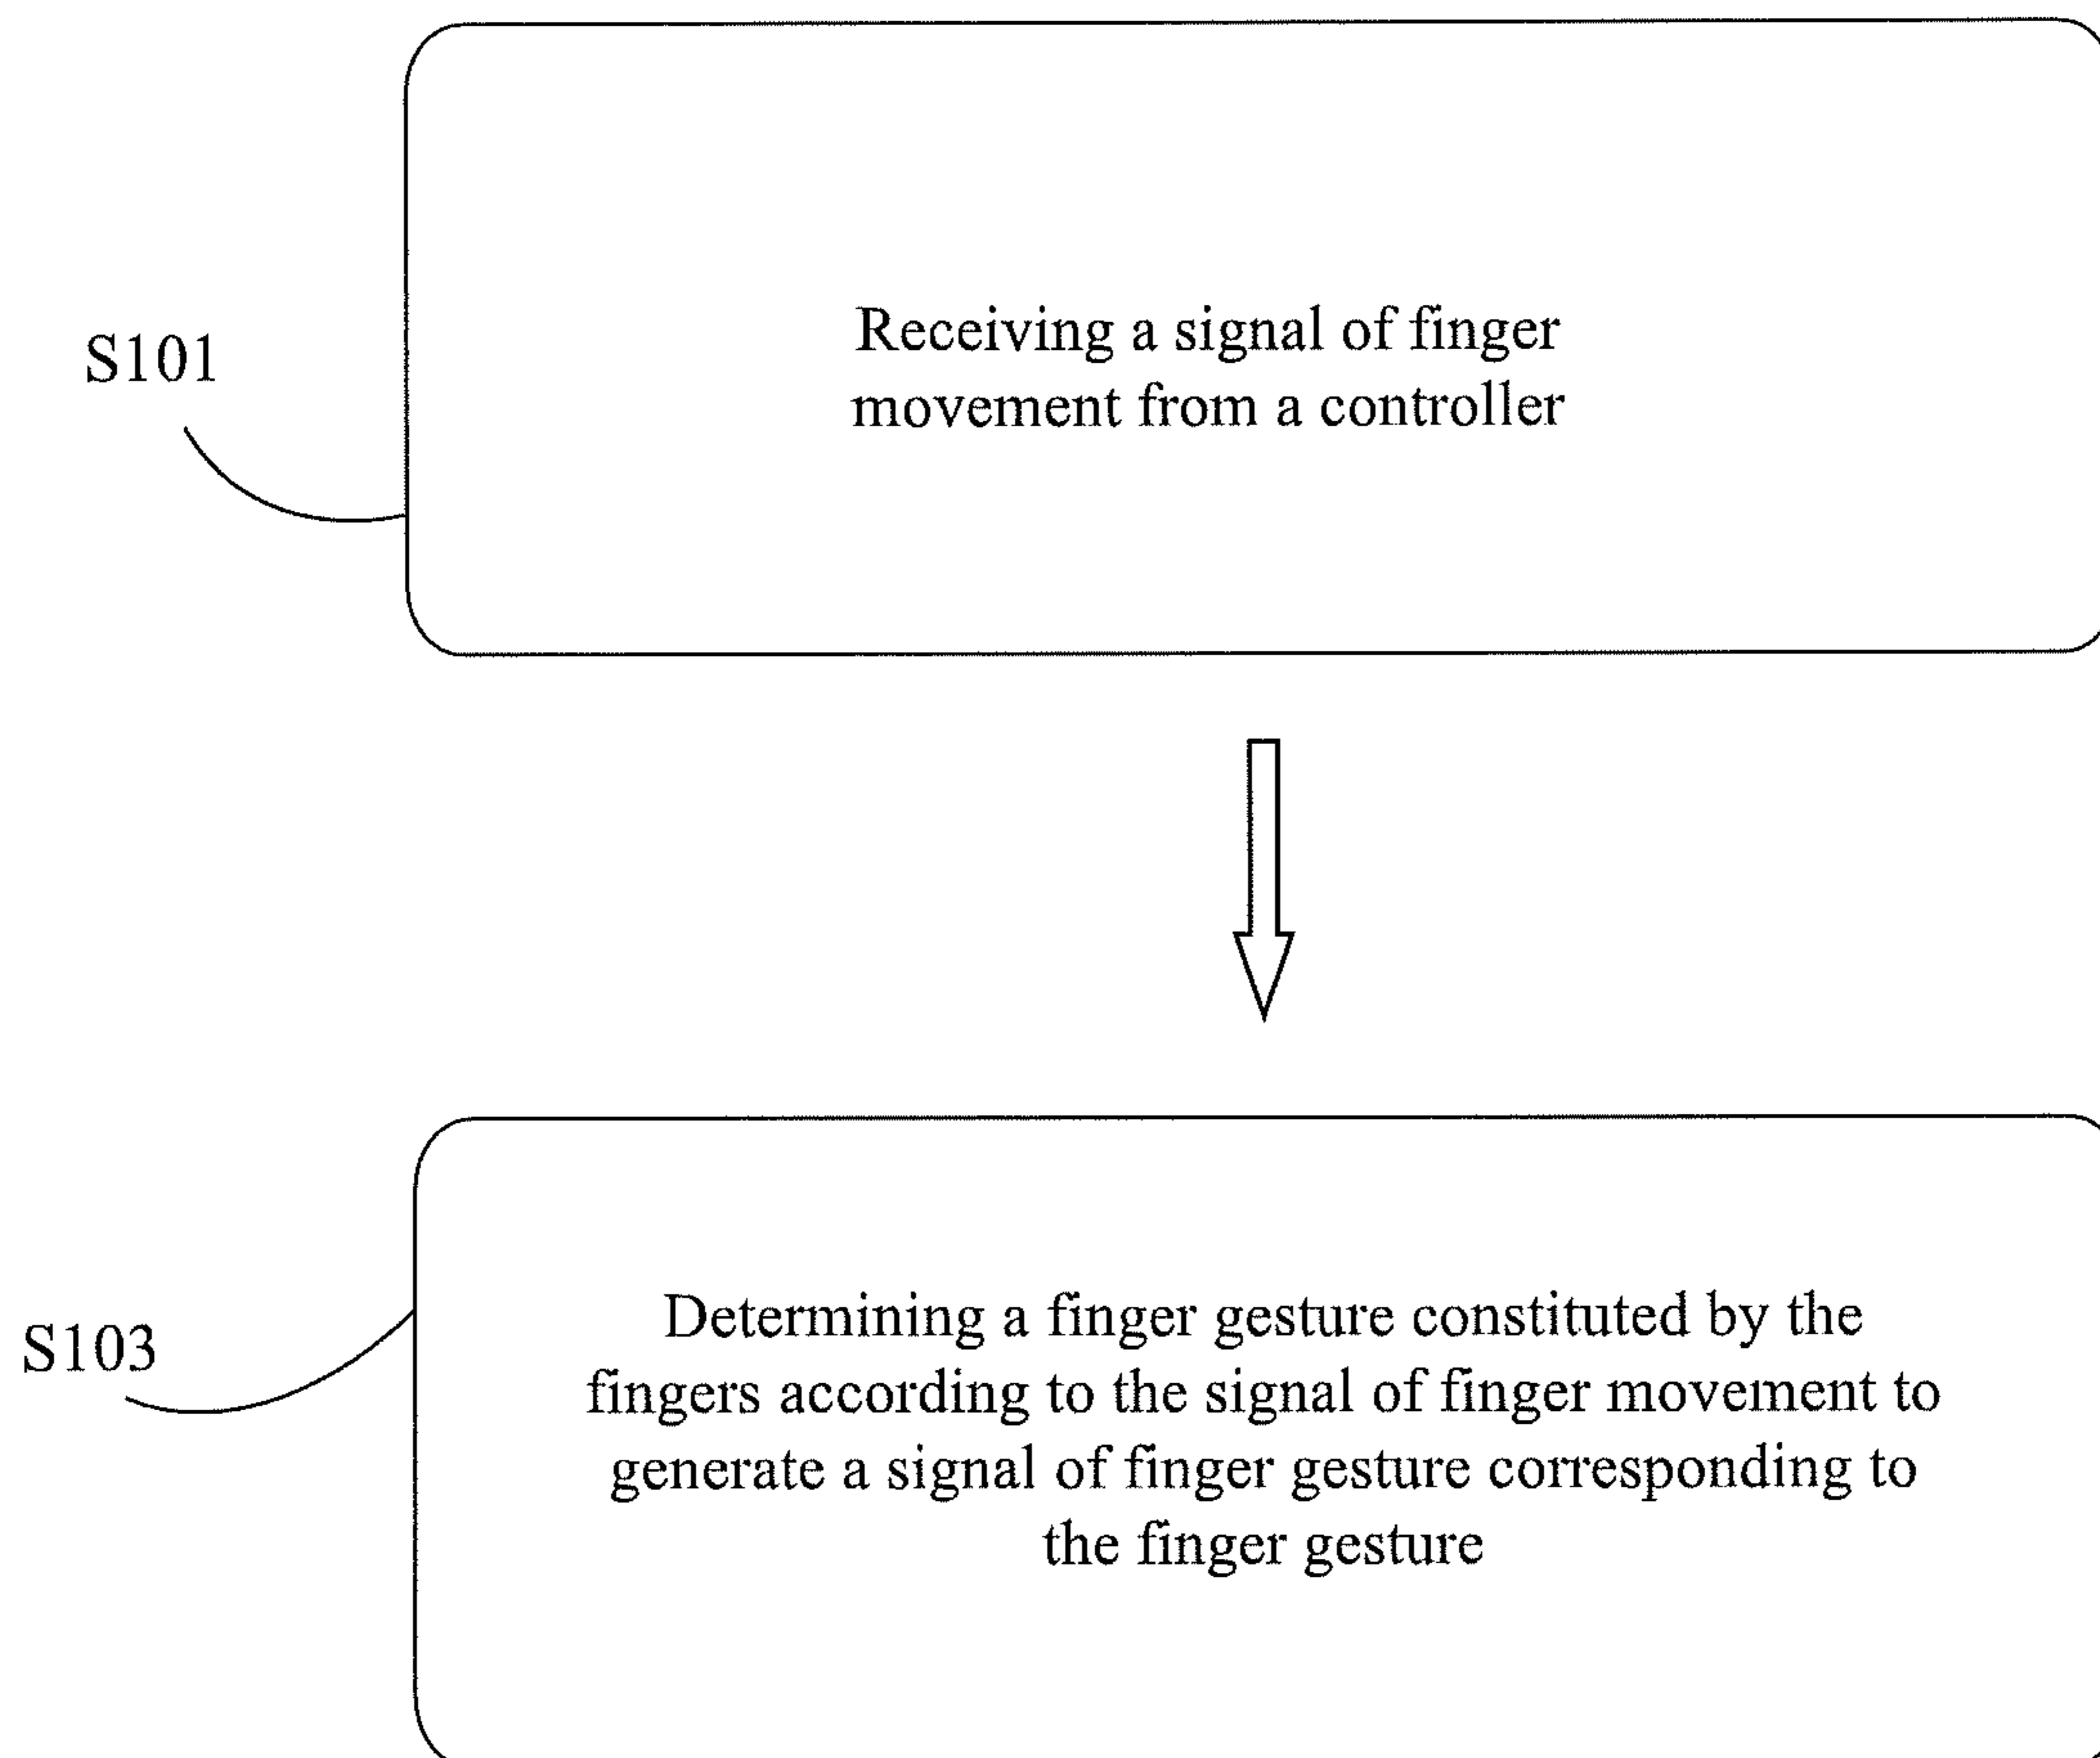 S101
Receiving a signal of finger
movement from a controller
S103
Determining a finger gesture constituted by the
fingers according to the signal of finger movement to
generate a signal of finger gesture corresponding to
the finger gesture